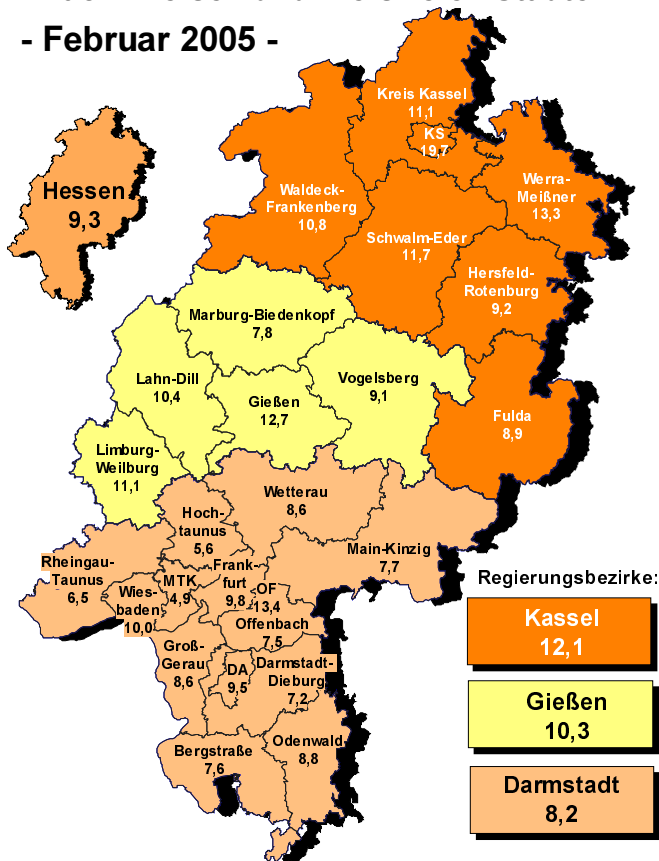 - Februar 2005 -
Kreis Kassel
11,1
KS
19,7
Hessen
9,3
Waldeck-
Frankenberg
10,8
Werra-
Meißner
13,3
Schwalm-Eder
11,7
Hersfeld-
Rotenburg
9,2
Marburg-Biedenkopf
7,8
Lahn-Dill
10,4
Gießen
12,7
Vogelsberg
9,1
Fulda
8,9
Limburg-
Weilburg
11,1
Wetterau
8,6
Hoch-
taunus
5,6
Main-Kinzig
7,7
Rheingau-
Taunus
6,5
MTK
4,9
Frank-
furt
9,8
OF
13,4
Wies-
baden
10,0
Offenbach
7,5
Groß-
Gerau
8,6
DA
9,5
Darmstadt-
Dieburg
7,2
Bergstraße
7,6
Odenwald-
8,8
Regierungsbezirke:
Kassel
12,1
Gießen
10,3
Darmstadt
8,2